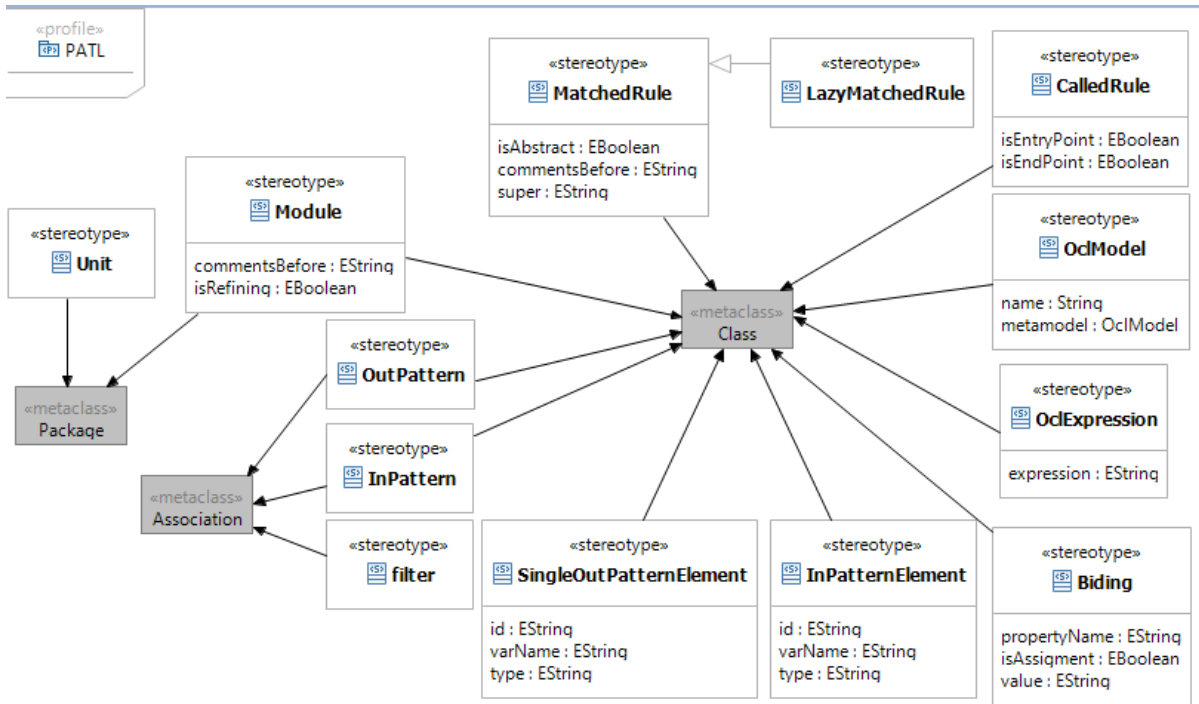 «profile»
PATL
«stereotype»
MatchedRule
isAbstract : EBoolean
commentsBefore : EString
super : EString
«stereotype»
LazyMatchedRule
«stereotype»
CalledRule
isEntryPoint : EBoolean
isEndPoint : EBoolean
«stereotype»
Module
commentsBefore : EString
isRefining : EBoolean
«stereotype»
Unit
«stereotype»
OclModel
name : String
metamodel : OclModel
«metaclass»
Class
«stereotype»
OutPattern
«metaclass»
Package
«stereotype»
OclExpression
expression : EString
«stereotype»
InPattern
«metaclass»
Association
«stereotype»
filter
«stereotype»
SingleOutPatternElement
id : EString
varName : EString
type : EString
«stereotype»
InPatternElement
id : EString
varName : EString
type : EString
«stereotype»
Biding
propertyName : EString
isAssigment : EBoolean
value : EString